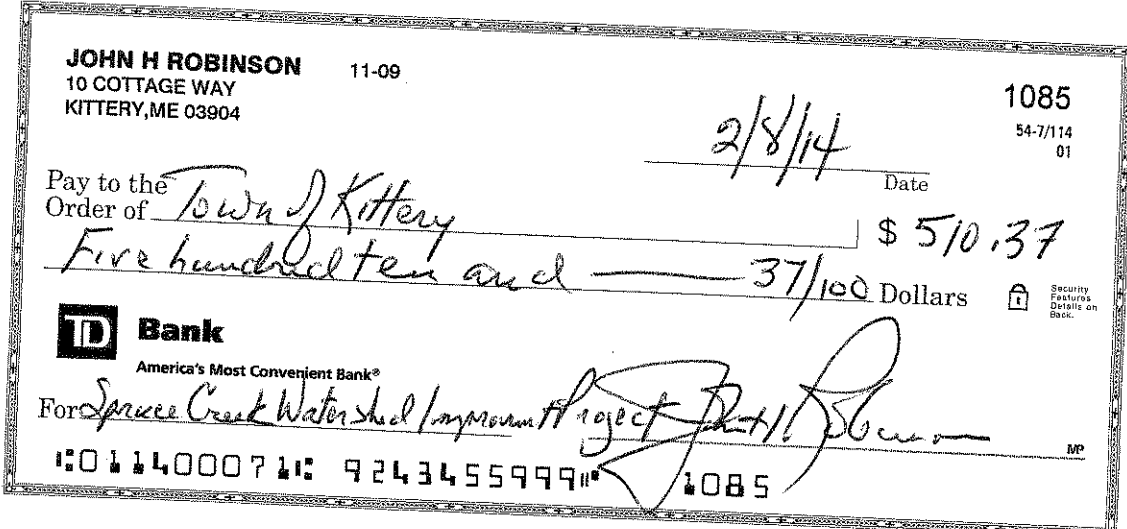 JOHN H ROBINSON 11-09
10 COTTAGE WAY
KITTERY,ME 03904
1085
54-7/114
01
2/8/14
Date
Pay to the
Order of Town of Kittery $ 510.37
Five hundred ten and 37/100 Dollars
Security
Features
Details on
Back.
TD Bank
America's Most Convenient Bank®
For Spruce Creek Watershed Improvement Project John H. Robinson
MP
⑆011400071⑆ 9243455999⑈ 1085